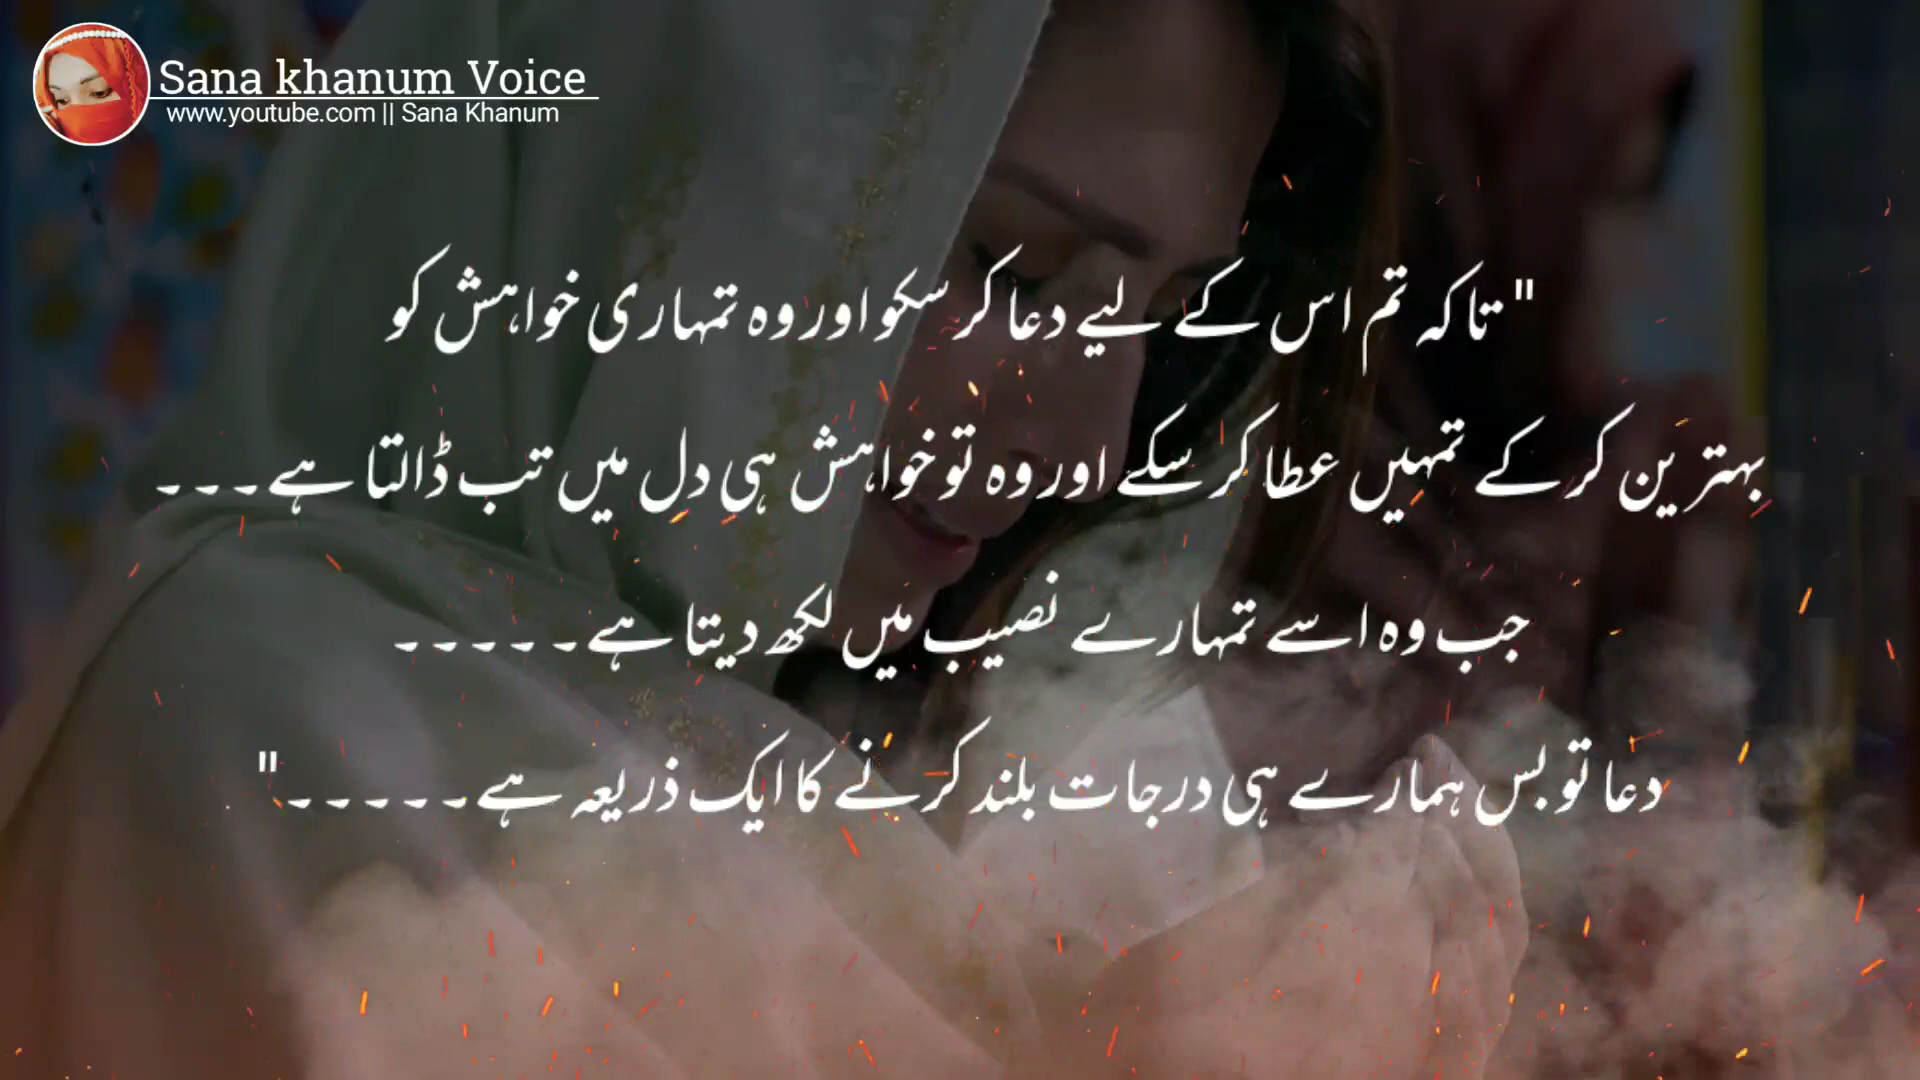 Sana khanum Voice
www.youtube.com || Sana Khanum
" تاکہ تم اس کے لیے دعا کر سکو اور وہ تمہاری خواہش کو
بہترین کر کے تمہیں عطا کر سکے اور وہ تو خواہش ہی دل میں تب ڈالتا ہے۔۔۔
جب وہ اسے تمہارے نصیب میں لکھ دیتا ہے۔۔۔۔۔
دعا تو بس ہمارے ہی درجات بلند کرنے کا ایک ذریعہ ہے۔۔۔۔۔"